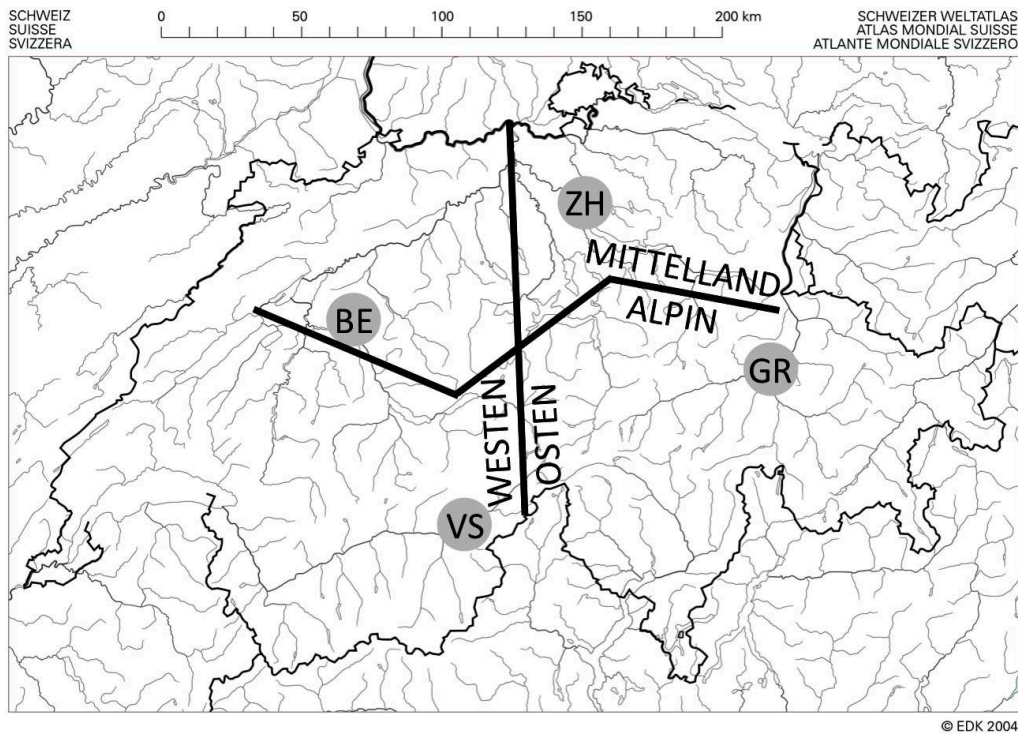 SCHWEIZ
SUISSE
SVIZZERA
0 50 100 150 200 km
SCHWEIZER WELTATLAS
ATLAS MONDIAL SUISSE
ATLANTE MONDIALE SVIZZERO
ZH
MITTELLAND
ALPIN
BE
GR
WESTEN
OSTEN
VS
© EDK 2004